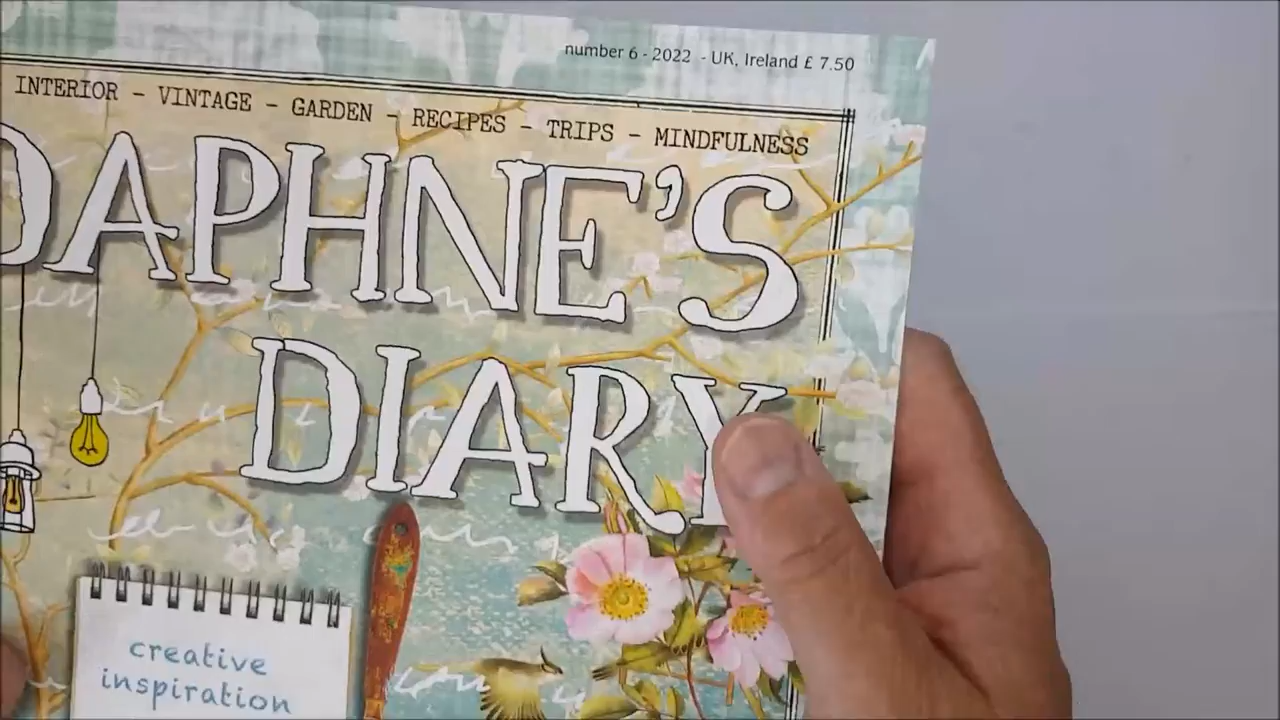 number 6 - 2022 - UK, Ireland £ 7.50
INTERIOR - VINTAGE - GARDEN - RECIPES - TRIPS - MINDFULNESS
DAPHNE'S
DIARY
creative
inspiration